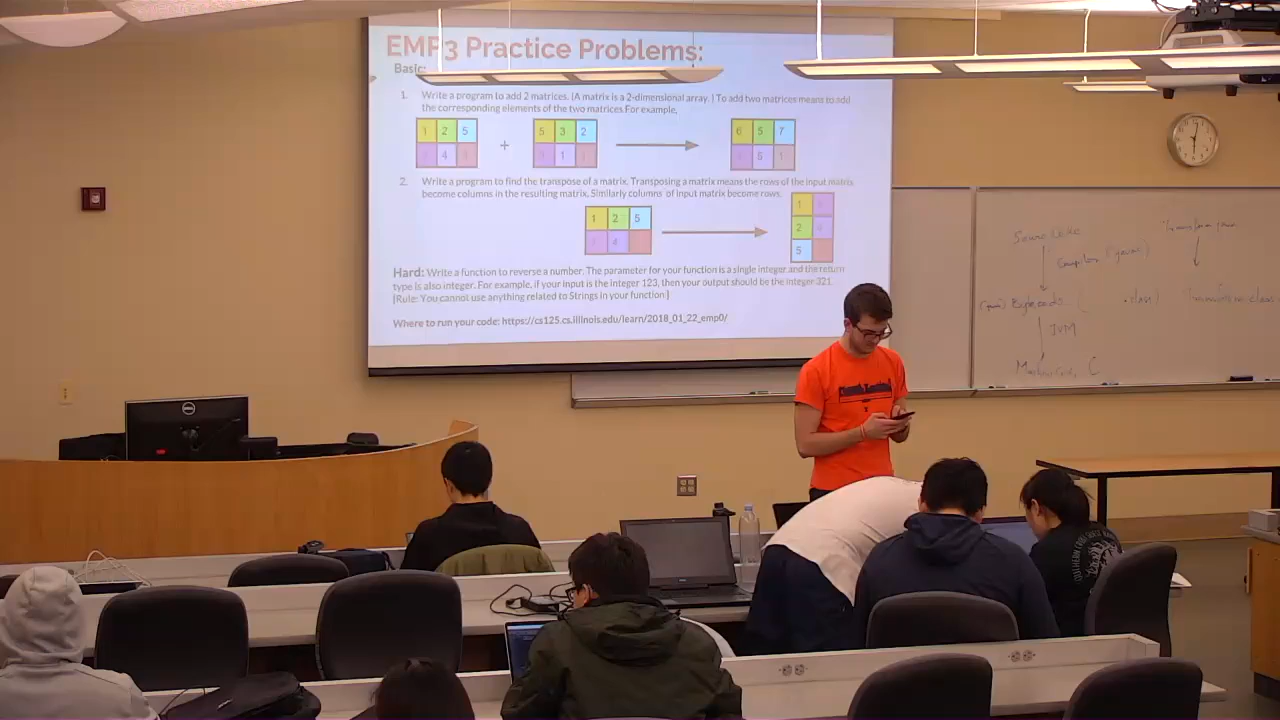 EMP3 Practice Problems:
Basic:
1. Write a program to add 2 matrices. [A matrix is a 2-dimensional array. ] To add two matrices means to add
the corresponding elements of the two matrices.For example,
1 2 5 + 5 3 2 6 5 7
4 1 5 1
2. Write a program to find the transpose of a matrix. Transposing a matrix means the rows of the input matrix
become columns in the resulting matrix. Similarly columns of input matrix become rows.
1 2 5
4
1
2 4
5
Hard: Write a function to reverse a number. The parameter for your function is a single integer and the return
type is also integer. For example, if your input is the integer 123, then your output should be the integer 321.
[Rule: You cannot use anything related to Strings in your function ]
Where to run your code: https://cs125.cs.illinois.edu/learn/2018_01_22_emp0/
DELL
Compiler
.class)
JVM